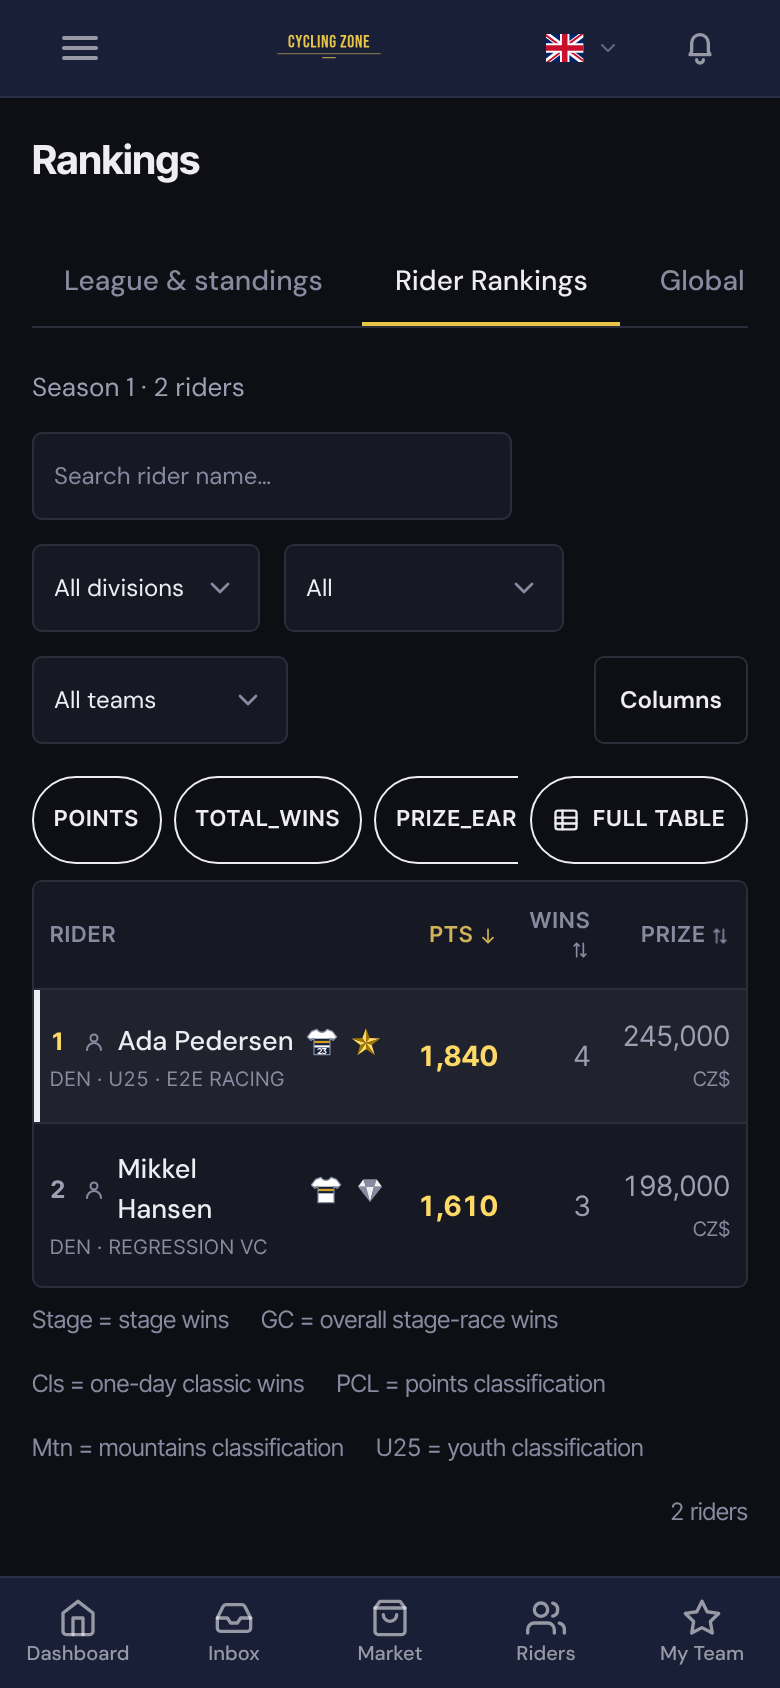 CYCLING ZONE
Rankings
League & standings
Rider Rankings
Global
Season 1 · 2 riders
Search rider name...
All divisions
All
All teams
Columns
POINTS
TOTAL_WINS
PRIZE_EAR
FULL TABLE
RIDER
PTS ↓
WINS ↑↓
PRIZE ↑↓
1 Ada Pedersen
23
DEN · U25 · E2E RACING
1,840
4
245,000
CZ$
2 Mikkel
Hansen
DEN · REGRESSION VC
1,610
3
198,000
CZ$
Stage = stage wins
GC = overall stage-race wins
Cls = one-day classic wins
PCL = points classification
Mtn = mountains classification
U25 = youth classification
2 riders
Dashboard
Inbox
Market
Riders
My Team